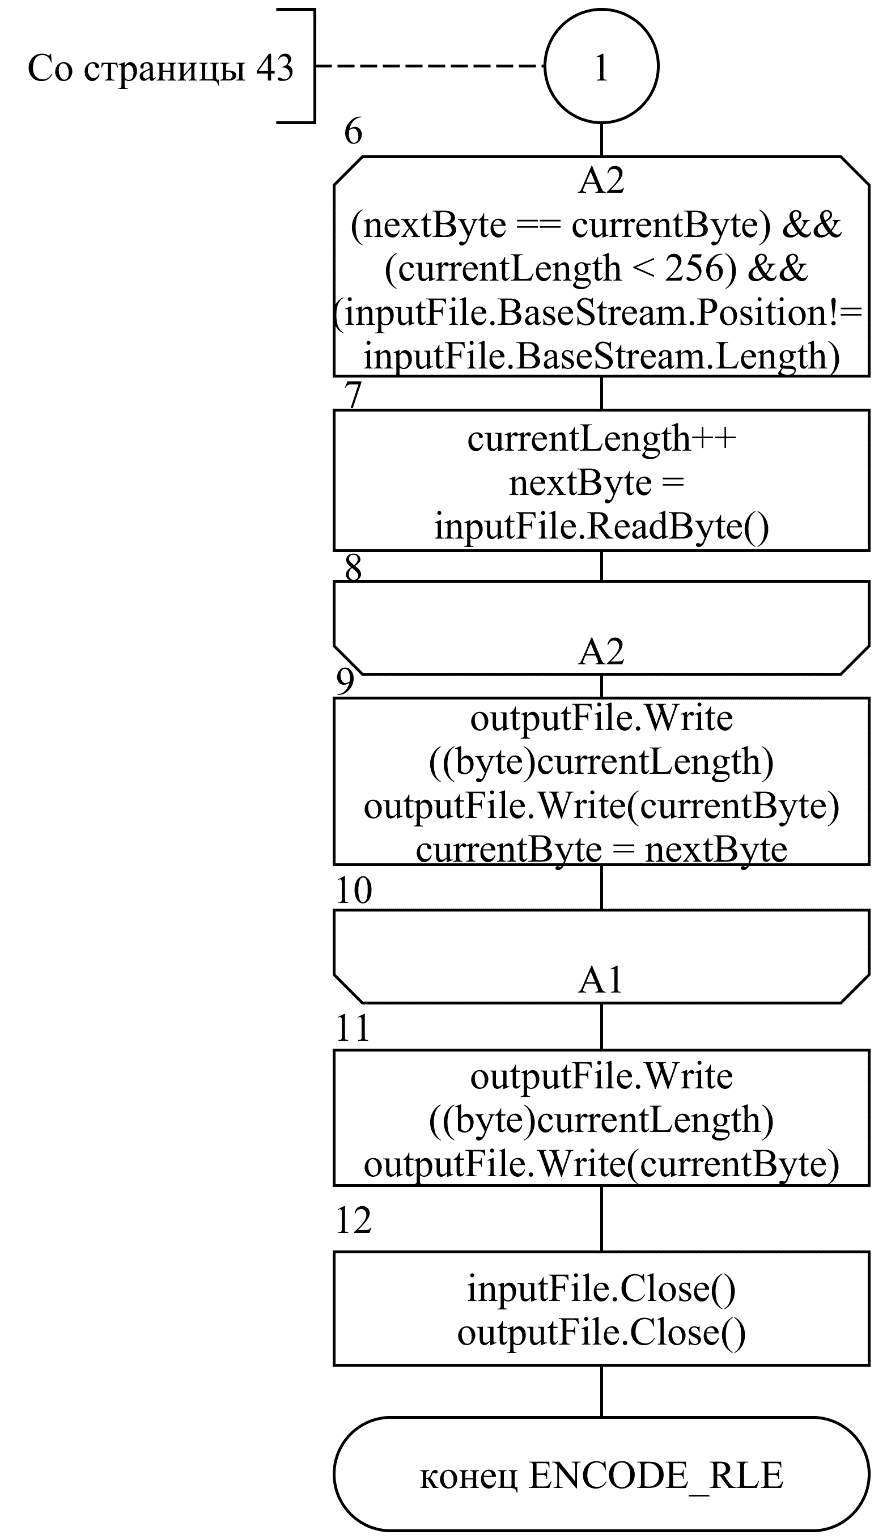 Со страницы 43
1
6
A2
(nextByte == currentByte) &&
(currentLength < 256) &&
(inputFile.BaseStream.Position!=
inputFile.BaseStream.Length)
7
currentLength++
nextByte =
inputFile.ReadByte()
8
A2
9
outputFile.Write
((byte)currentLength)
outputFile.Write(currentByte)
currentByte = nextByte
10
A1
11
outputFile.Write
((byte)currentLength)
outputFile.Write(currentByte)
12
inputFile.Close()
outputFile.Close()
конец ENCODE_RLE